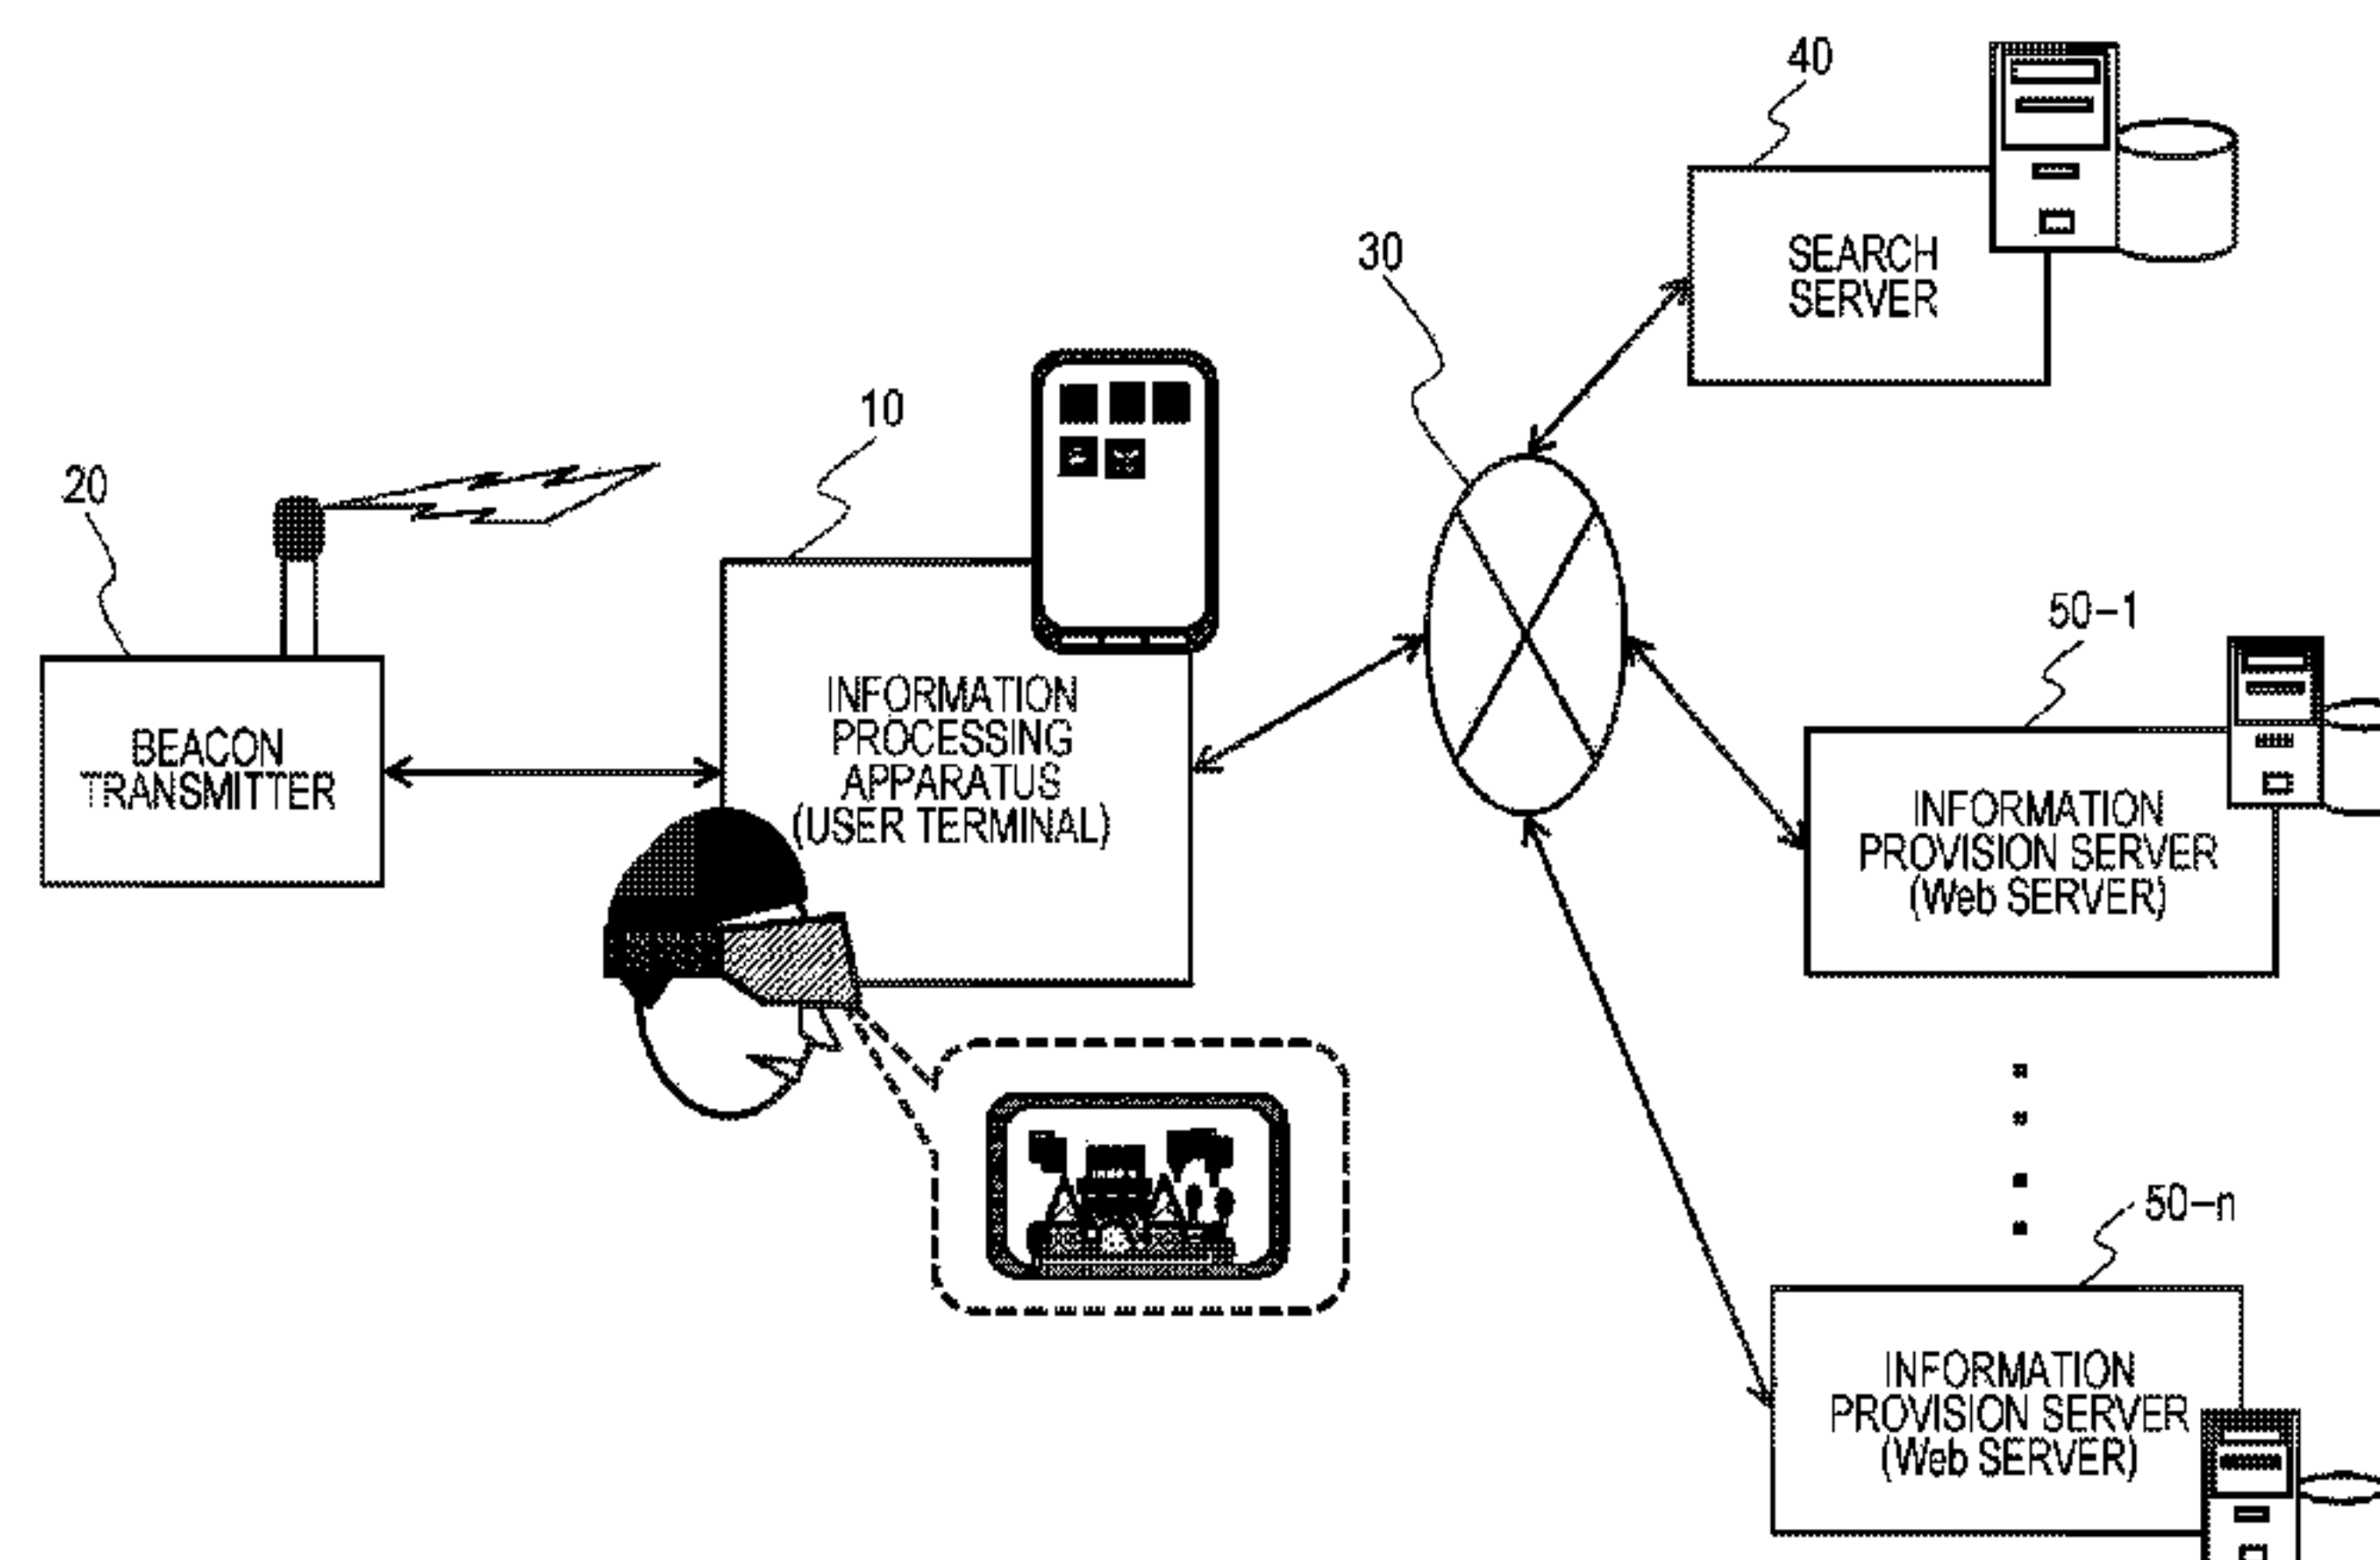 40
SEARCH
SERVER
30
10
20
BEACON
TRANSMITTER
INFORMATION
PROCESSING
APPARATUS
(USER TERMINAL)
50-1
INFORMATION
PROVISION SERVER
(Web SERVER)
50-n
INFORMATION
PROVISION SERVER
(Web SERVER)